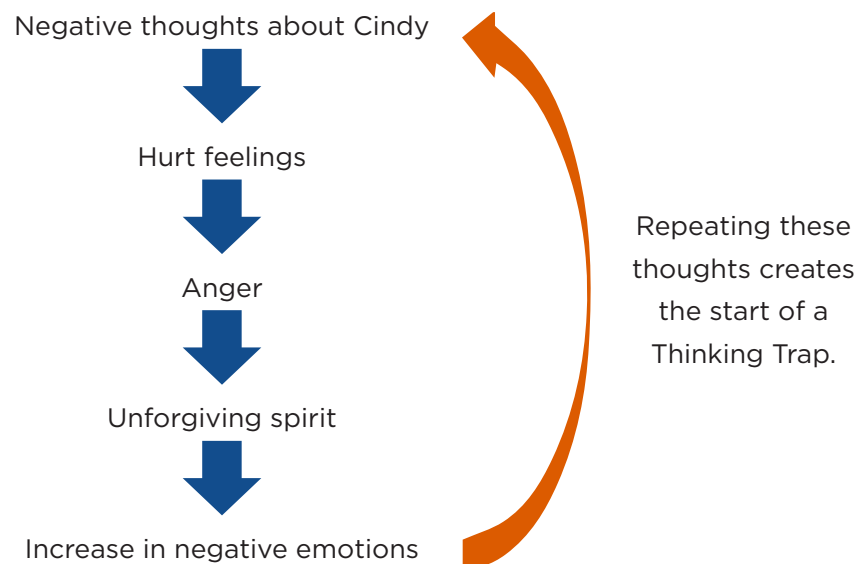 Negative thoughts about Cindy
Hurt feelings
Anger
Unforgiving spirit
Increase in negative emotions
Repeating these
thoughts creates
the start of a
Thinking Trap.